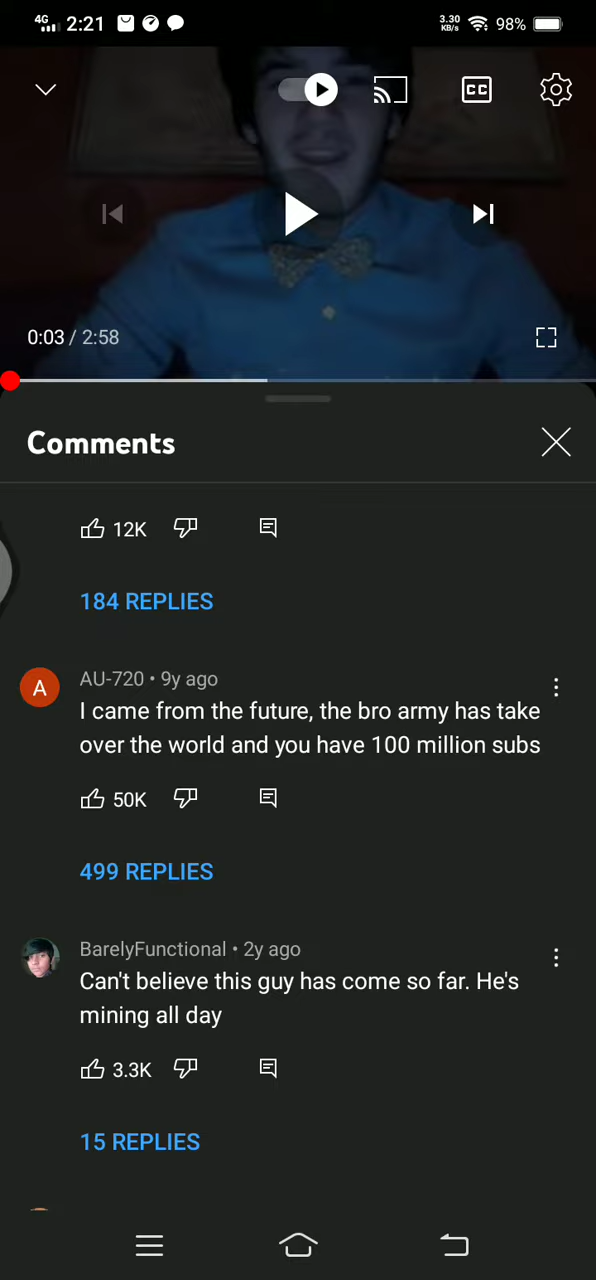 4G 2:21 3.30 KB/s 98%
CC
0:03 / 2:58
Comments
12K
184 REPLIES
A
AU-720 • 9y ago
I came from the future, the bro army has take
over the world and you have 100 million subs
50K
499 REPLIES
BarelyFunctional • 2y ago
Can't believe this guy has come so far. He's
mining all day
3.3K
15 REPLIES